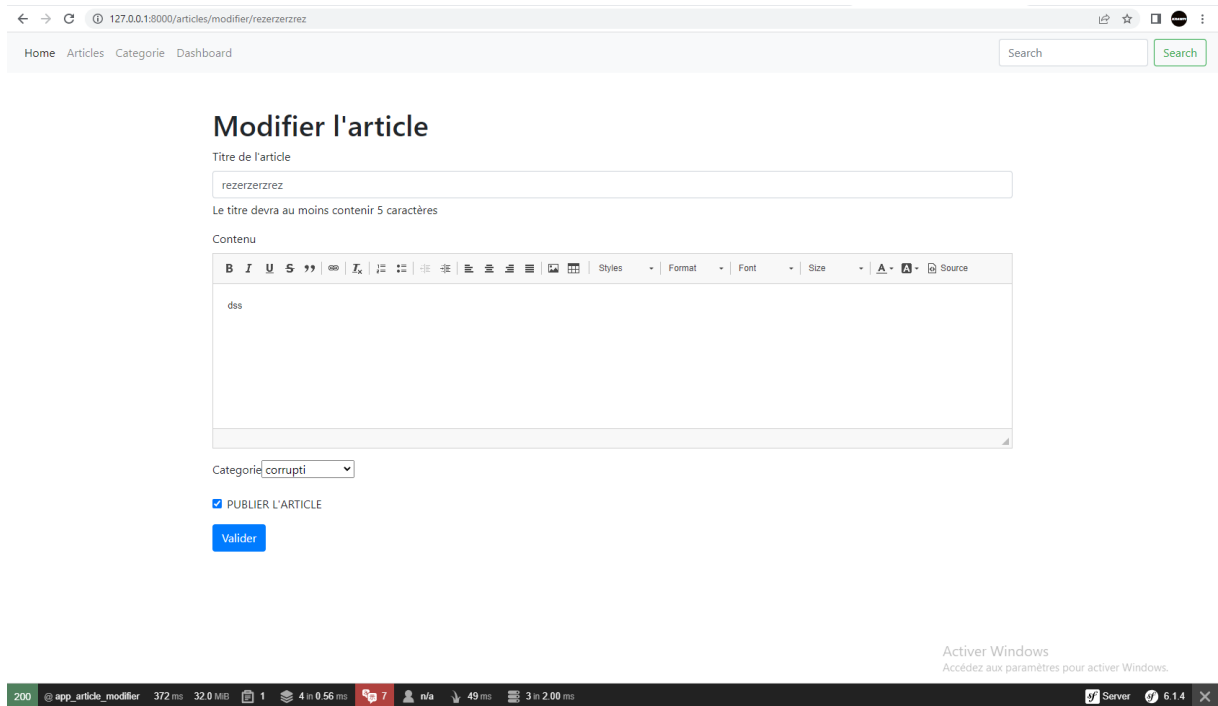 127.0.0.1:8000/articles/modifier/rezerzerzrez
Home Articles Categorie Dashboard Search Search
Modifier l'article
Titre de l'article
rezerzerzrez
Le titre devra au moins contenir 5 caractères
Contenu
B I U S Styles Format Font Size A A Source
dss
Categorie corrupti
PUBLIER L'ARTICLE
Valider
Activer Windows
Accédez aux paramètres pour activer Windows.
200 @ app_article_modifier 372 ms 32.0 MiB 1 4 in 0.56 ms 7 n/a 49 ms 3 in 2.00 ms sf Server sf 6.1.4